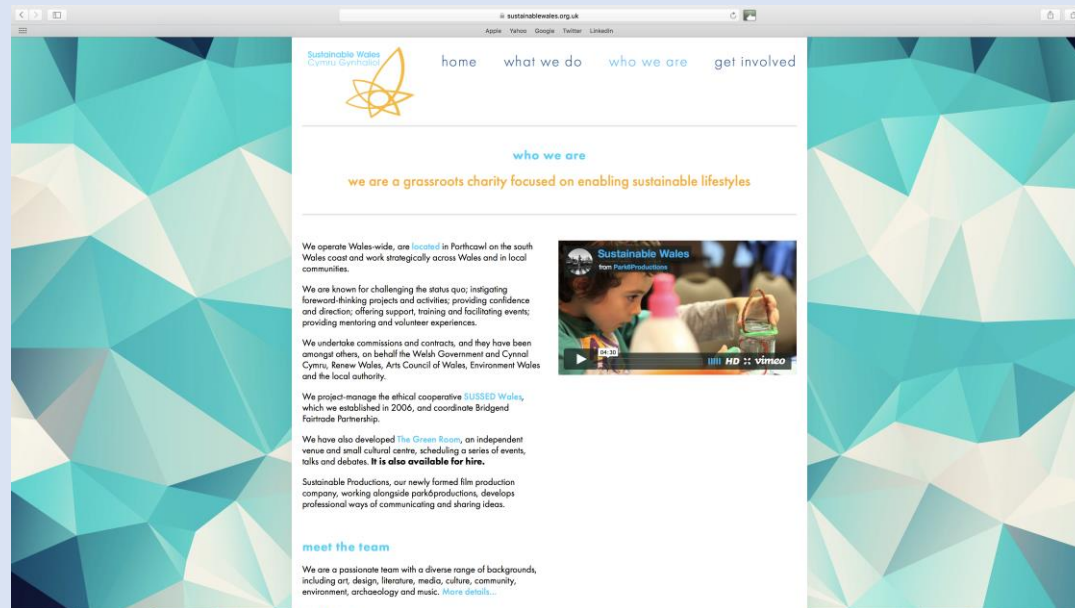 sustainablewales.org.uk
Apple Yahoo Google Twitter LinkedIn
Sustainable Wales
Cymru Gynhaliol
home what we do who we are get involved
who we are
we are a grassroots charity focused on enabling sustainable lifestyles
We operate Wales-wide, are located in Porthcawl on the south
Wales coast and work strategically across Wales and in local
communities.
We are known for challenging the status quo; instigating
foreword-thinking projects and activities; providing confidence
and direction; offering support, training and facilitating events;
providing mentoring and volunteer experiences.
We undertake commissions and contracts, and they have been
amongst others, on behalf the Welsh Government and Cynnal
Cymru, Renew Wales, Arts Council of Wales, Environment Wales
and the local authority.
We project-manage the ethical cooperative SUSSED Wales,
which we established in 2006, and coordinate Bridgend
Fairtrade Partnership.
We have also developed The Green Room, an independent
venue and small cultural centre, scheduling a series of events,
talks and debates. It is also available for hire.
Sustainable Productions, our newly formed film production
company, working alongside park6productions, develops
professional ways of communicating and sharing ideas.
Sustainable Wales
from Park6Productions
04:30
HD vimeo
meet the team
We are a passionate team with a diverse range of backgrounds,
including art, design, literature, media, culture, community,
environment, archaeology and music. More details...